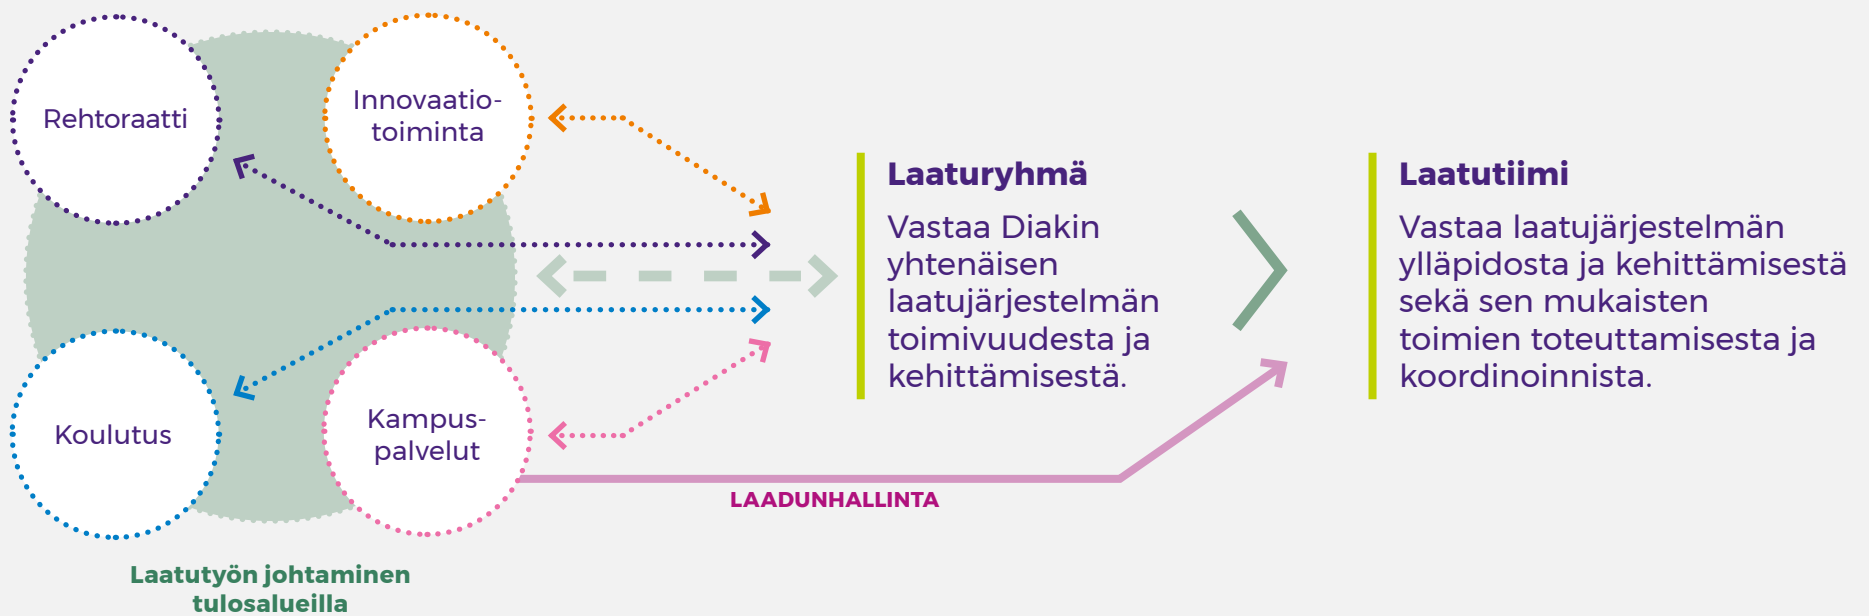 Rehtoraatti
Innovaatio-
toiminta
Koulutus
Kampus-
palvelut
Laatutyön johtaminen
tulosalueilla
Laaturyhmä
Vastaa Diakin
yhtenäisen
laatujärjestelmän
toimivuudesta ja
kehittämisestä.
LAADUNHALLINTA
Laatutiimi
Vastaa laatujärjestelmän
ylläpidosta ja kehittämisestä
sekä sen mukaisten
toimien toteuttamisesta ja
koordinoinnista.